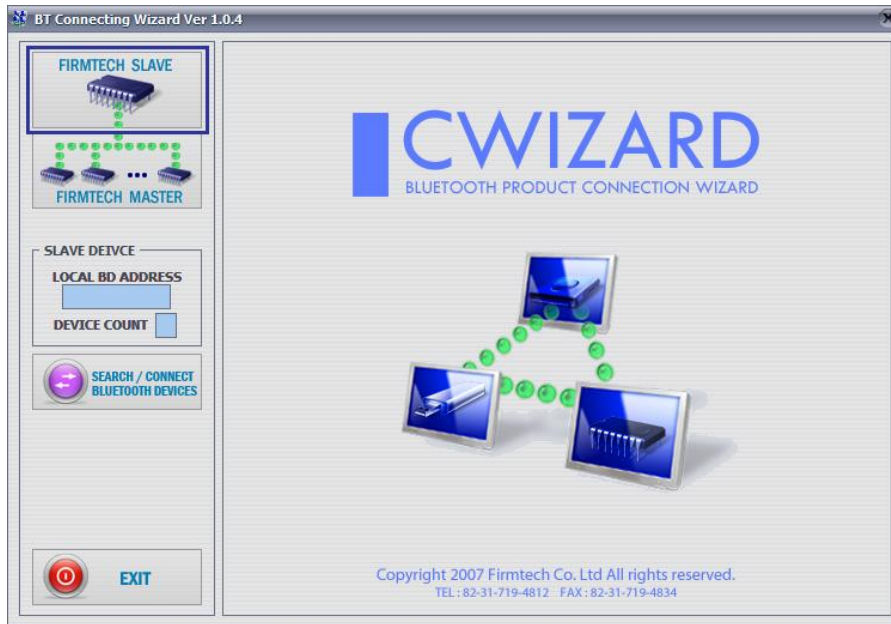 BT Connecting Wizard Ver 1.0.4
FIRMTECH SLAVE
FIRMTECH MASTER
SLAVE DEIVCE
LOCAL BD ADDRESS
DEVICE COUNT
SEARCH / CONNECT
BLUETOOTH DEVICES
EXIT
CWIZARD
BLUETOOTH PRODUCT CONNECTION WIZARD
Copyright 2007 Firmtech Co. Ltd All rights reserved.
TEL : 82-31-719-4812 FAX : 82-31-719-4834